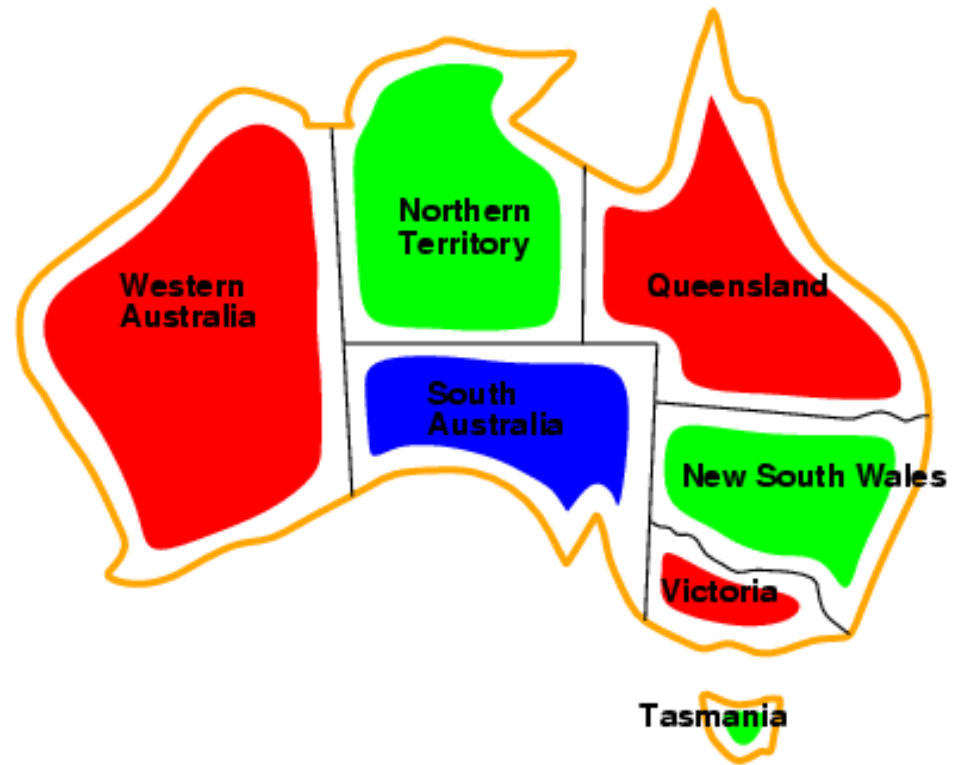 Northern
Territory
Western
Australia
Queensland
South
Australia
New South Wales
Victoria
Tasmania